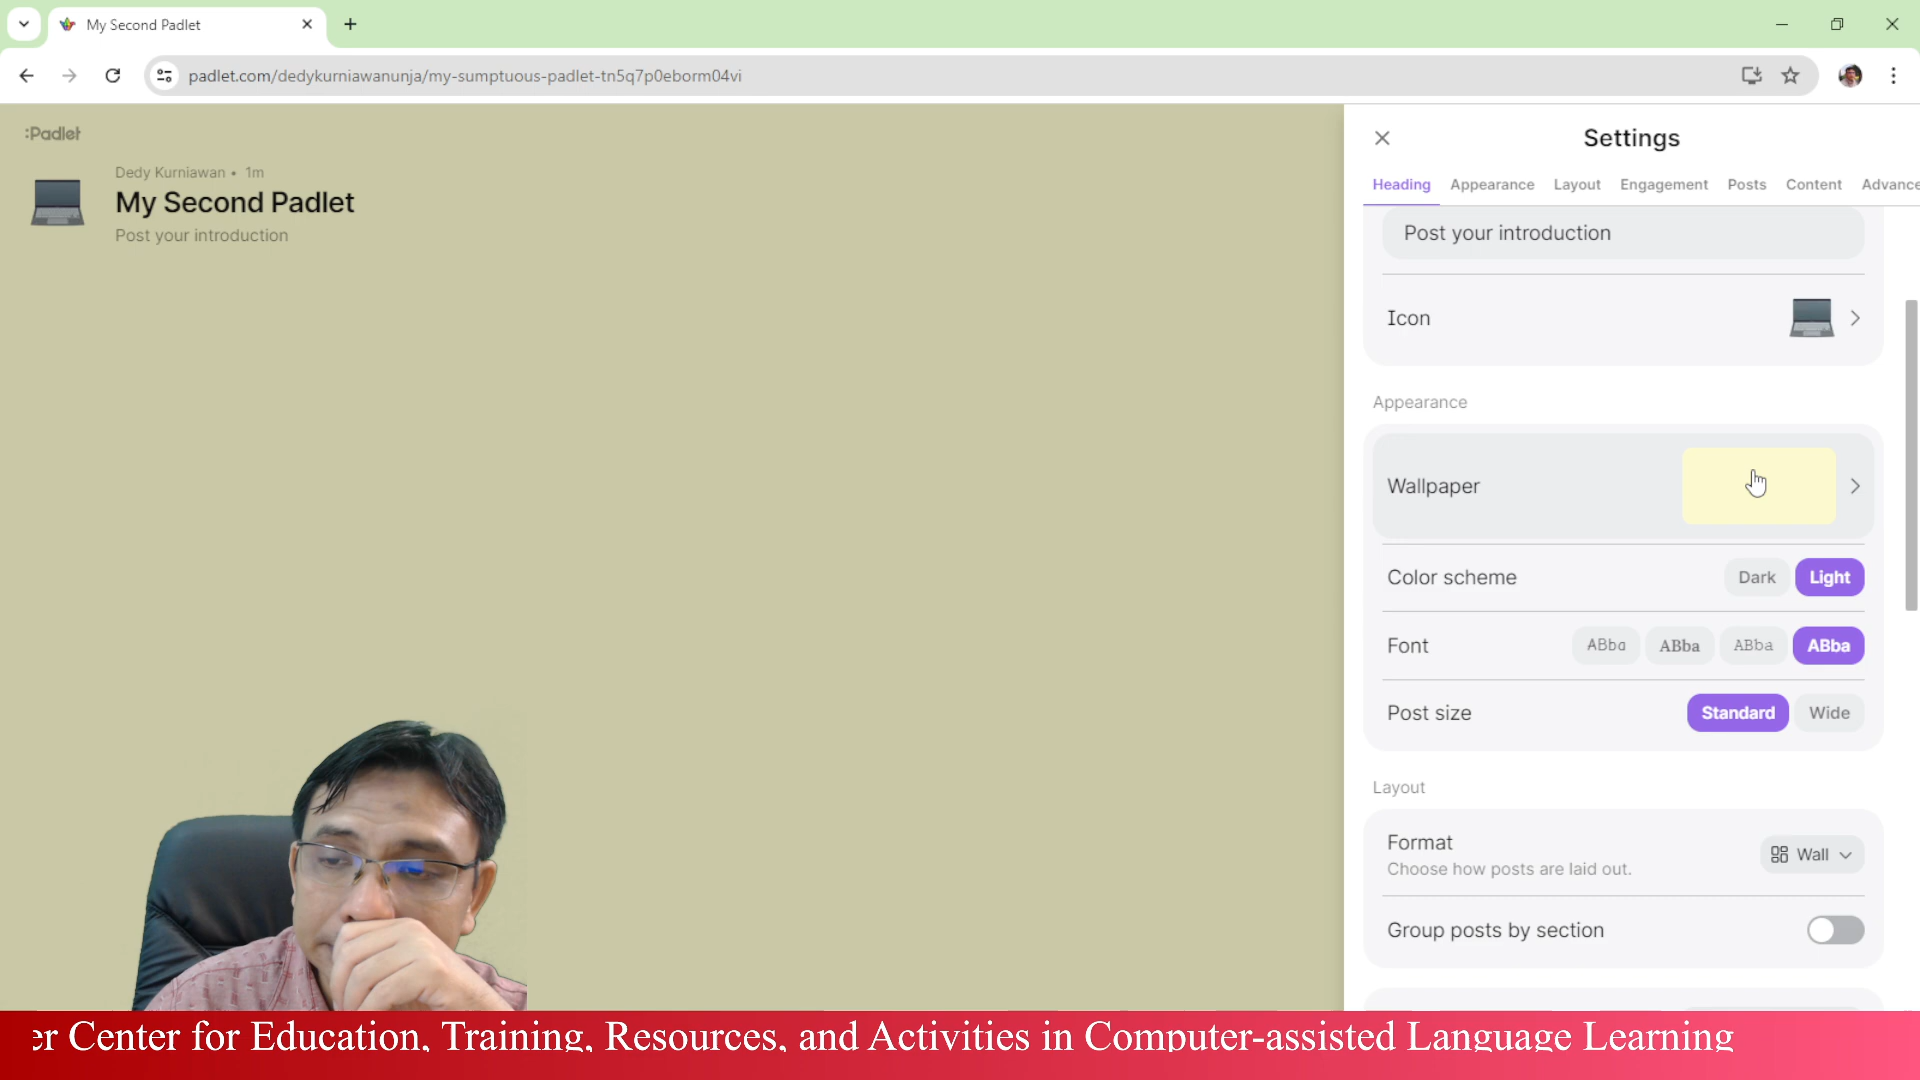 My Second Padlet
padlet.com/dedykurniawanunja/my-sumptuous-padlet-tn5q7p0eborm04vi
:Padlet
Dedy Kurniawan • 1m
My Second Padlet
Post your introduction
Settings
Heading Appearance Layout Engagement Posts Content Advance
Post your introduction
Icon
Appearance
Wallpaper
Color scheme Dark Light
Font ABba ABba ABba ABba
Post size Standard Wide
Layout
Format
Choose how posts are laid out.
Wall
Group posts by section
er Center for Education, Training, Resources, and Activities in Computer-assisted Language Learning